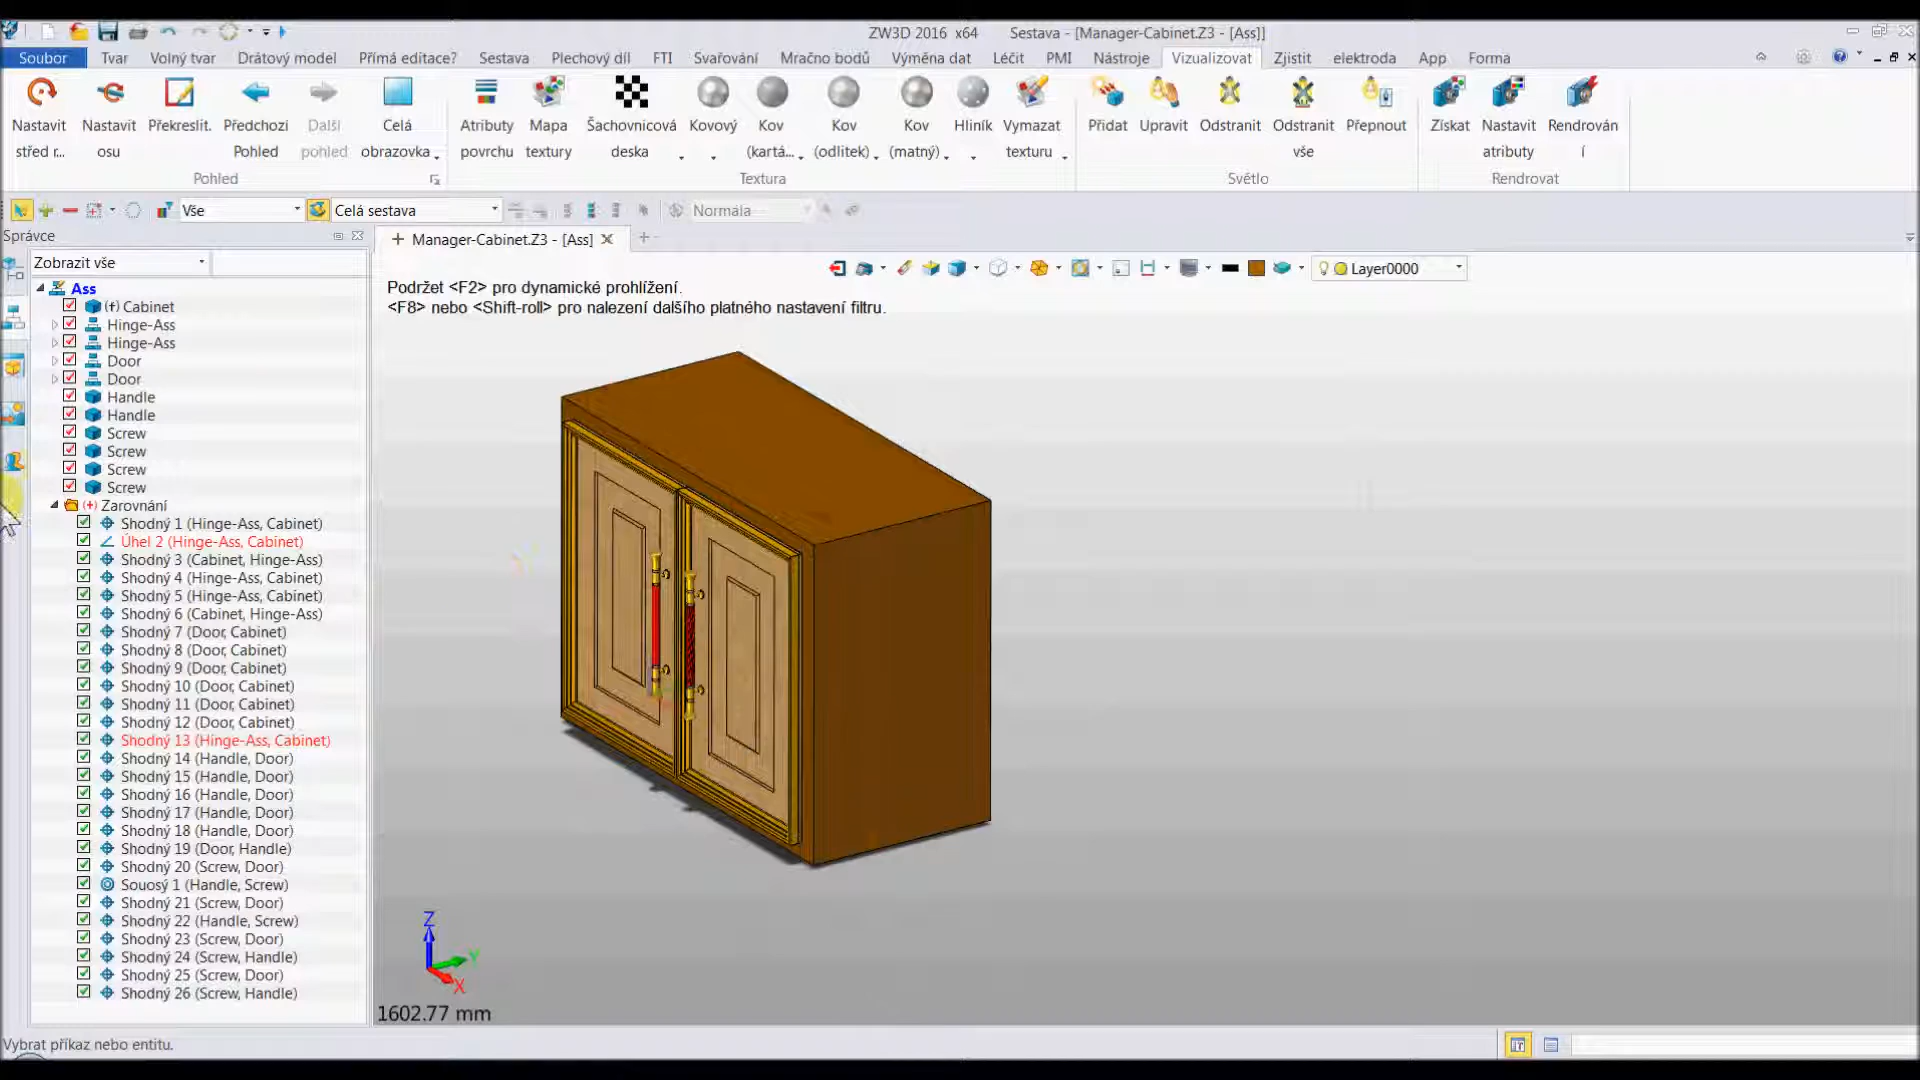 ZW3D 2016 x64 Sestava - [Manager-Cabinet.Z3 - [Ass]]
Soubor Tvar Volný tvar Drátový model Přímá editace? Sestava Plechový díl FTI Svařování Mračno bodů Výměna dat Léčit PMI Nástroje Vizualizovat Zjistit elektroda App Forma
Nastavit střed r...
Nastavit osu
Překreslit.
Předchozí Pohled
Další pohled
Celá obrazovka
Atributy povrchu
Mapa textury
Šachovnicová deska
Kovový
Kov (kartá...
Kov (odlitek)
Kov (matný)
Hliník
Vymazat texturu
Přidat
Upravit
Odstranit
Odstranit vše
Přepnout
Získat
Nastavit atributy
Rendrování
Pohled Textura Světlo Rendrovat
Vše Celá sestava Normála
Správce
Manager-Cabinet.Z3 - [Ass]
Zobrazit vše
Layer0000
Podržet <F2> pro dynamické prohlížení.
<F8> nebo <Shift-roll> pro nalezení dalšího platného nastavení filtru.
Ass
(f) Cabinet
Hinge-Ass
Hinge-Ass
Door
Door
Handle
Handle
Screw
Screw
Screw
Screw
(+) Zarovnání
Shodný 1 (Hinge-Ass, Cabinet)
Úhel 2 (Hinge-Ass, Cabinet)
Shodný 3 (Cabinet, Hinge-Ass)
Shodný 4 (Hinge-Ass, Cabinet)
Shodný 5 (Hinge-Ass, Cabinet)
Shodný 6 (Cabinet, Hinge-Ass)
Shodný 7 (Door, Cabinet)
Shodný 8 (Door, Cabinet)
Shodný 9 (Door, Cabinet)
Shodný 10 (Door, Cabinet)
Shodný 11 (Door, Cabinet)
Shodný 12 (Door, Cabinet)
Shodný 13 (Hinge-Ass, Cabinet)
Shodný 14 (Handle, Door)
Shodný 15 (Handle, Door)
Shodný 16 (Handle, Door)
Shodný 17 (Handle, Door)
Shodný 18 (Handle, Door)
Shodný 19 (Door, Handle)
Shodný 20 (Screw, Door)
Souosý 1 (Handle, Screw)
Shodný 21 (Screw, Door)
Shodný 22 (Handle, Screw)
Shodný 23 (Screw, Door)
Shodný 24 (Screw, Handle)
Shodný 25 (Screw, Door)
Shodný 26 (Screw, Handle)
Z
Y
X
1602.77 mm
Vybrat příkaz nebo entitu.